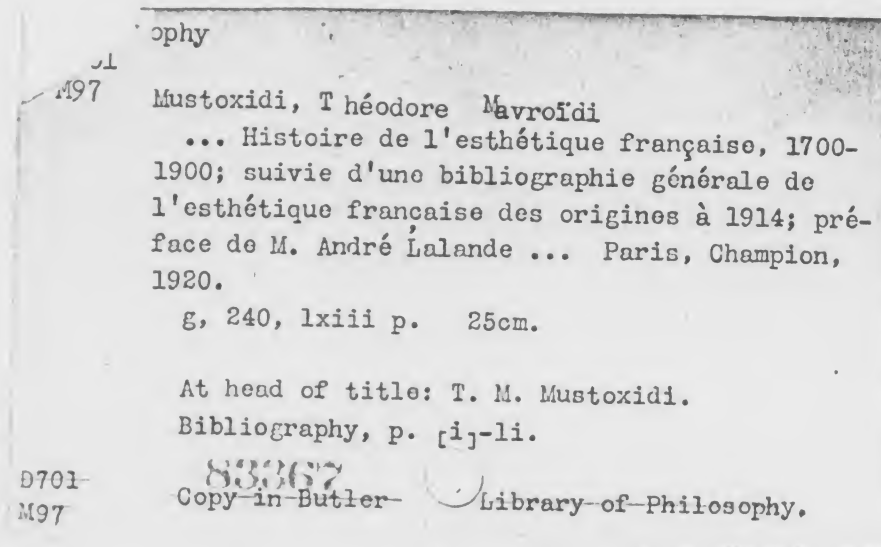 M97
Mustoxidi, Théodore Mavroïdi
... Histoire de l'esthétique française, 1700-
1900; suivie d'une bibliographie générale de
l'esthétique francaise des origines à 1914; pré-
face de M. André Lalande ... Paris, Champion,
1920.
g, 240, lxiii p. 25cm.
At head of title: T. M. Mustoxidi.
Bibliography, p. [i]-li.
83367
D701
Copy in Butler Library of Philosophy.
M97